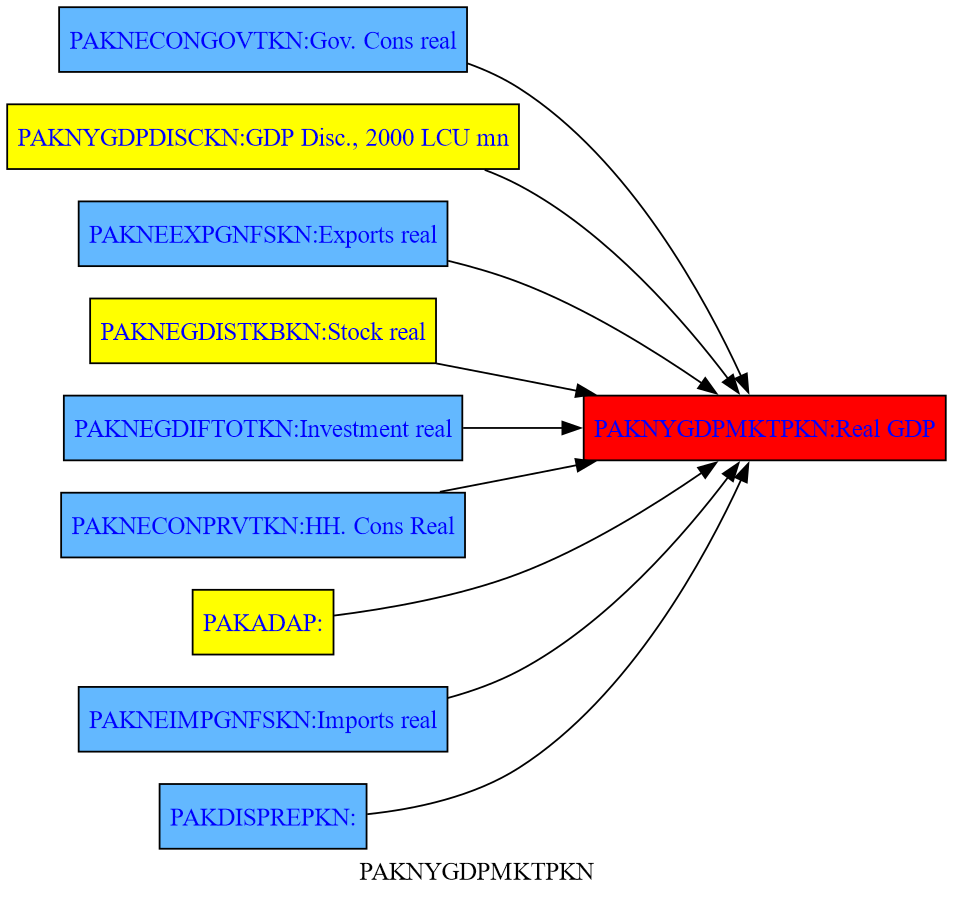 PAKNECONGOVTKN:Gov. Cons real
PAKNYGDPDISCKN:GDP Disc., 2000 LCU mn
PAKNEEXPGNFSKN:Exports real
PAKNEGDISTKBKN:Stock real
PAKNEGDIFTOTKN:Investment real
PAKNYGDPMKTPKN:Real GDP
PAKNECONPRVTKN:HH. Cons Real
PAKADAP:
PAKNEIMPGNFSKN:Imports real
PAKDISPREPKN:
PAKNYGDPMKTPKN